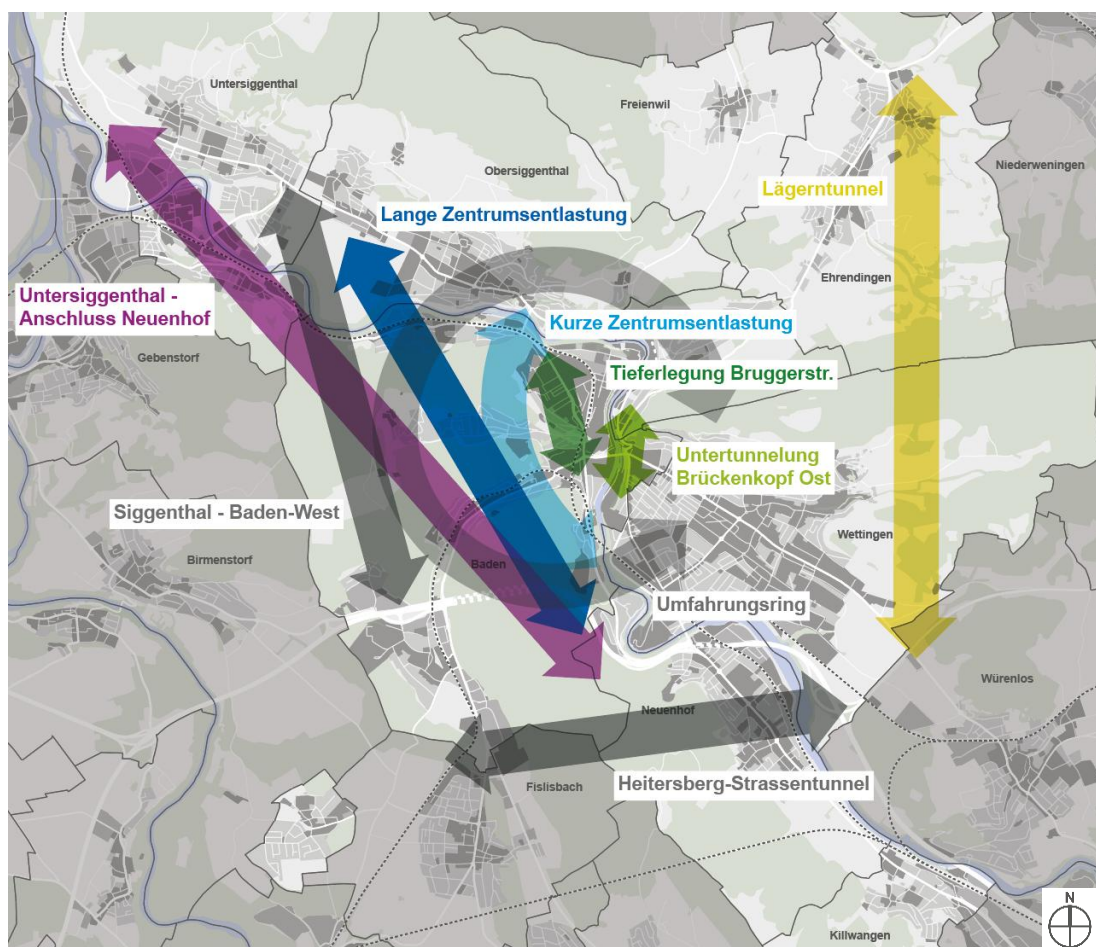 Untersiggenthal
Freienwil
Obersiggenthal
Niederweningen
Lägerntunnel
Lange Zentrumsentlastung
Ehrendingen
Untersiggenthal -
Anschluss Neuenhof
Kurze Zentrumsentlastung
Gebenstorf
Tieferlegung Bruggerstr.
Untertunnelung
Brückenkopf Ost
Siggenthal - Baden-West
Wettingen
Birmenstorf
Baden
Umfahrungsring
Würenlos
Neuenhof
Fislisbach
Heitersberg-Strassentunnel
N
Killwangen